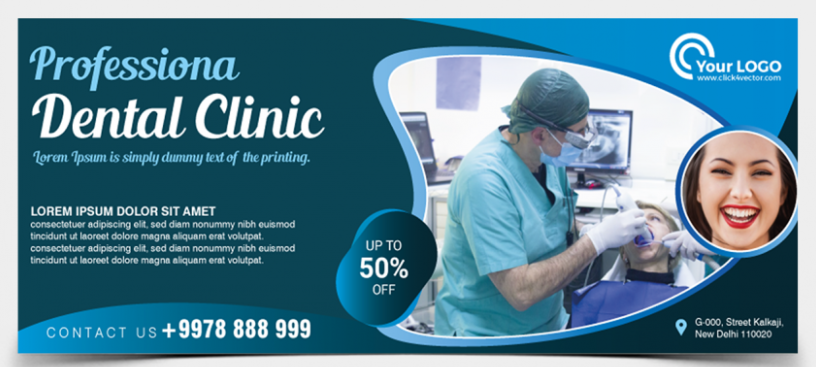 Professiona
Dental Clinic
Lorem Ipsum is simply dummy text of the printing.
LOREM IPSUM DOLOR SIT AMET
consectetuer adipiscing elit, sed diam nonummy nibh euismod
tincidunt ut laoreet dolore magna aliquam erat volutpat.
consectetuer adipiscing elit, sed diam nonummy nibh euismod
tincidunt ut laoreet dolore magna aliquam erat volutpat.
CONTACT US +9978 888 999
UP TO
50%
OFF
Your LOGO
www.click4vector.com
G-000, Street Kalkaji,
New Delhi 110020